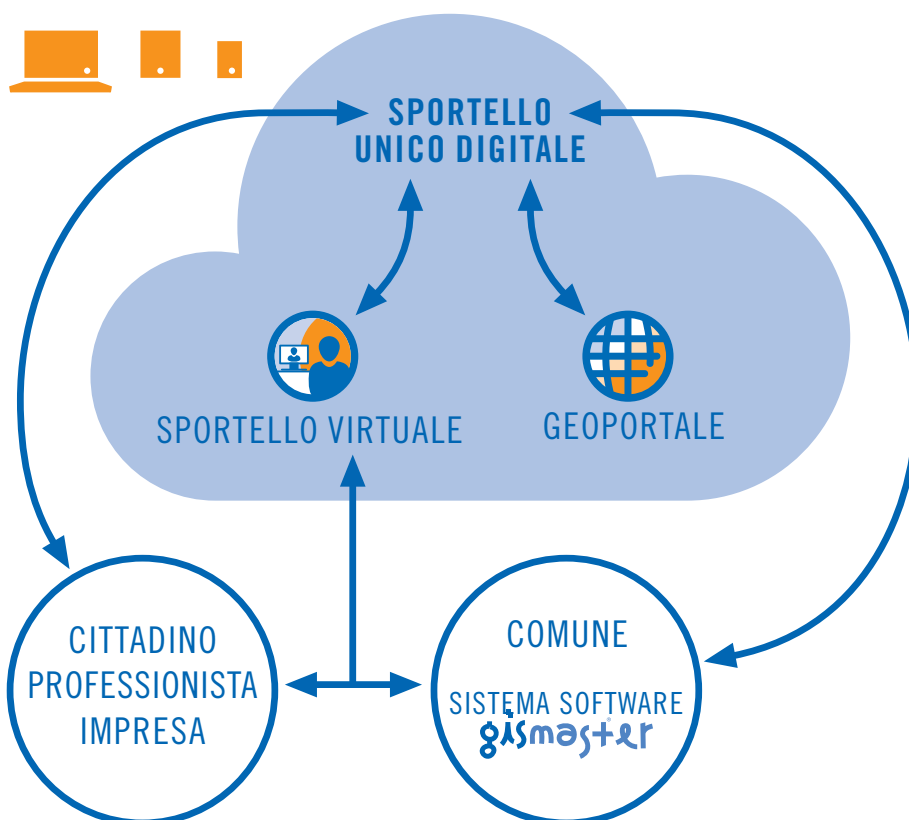 SPORTELLO
UNICO DIGITALE
SPORTELLO VIRTUALE
GEOPORTALE
CITTADINO
PROFESSIONISTA
IMPRESA
COMUNE
SISTEMA SOFTWARE
gismaster